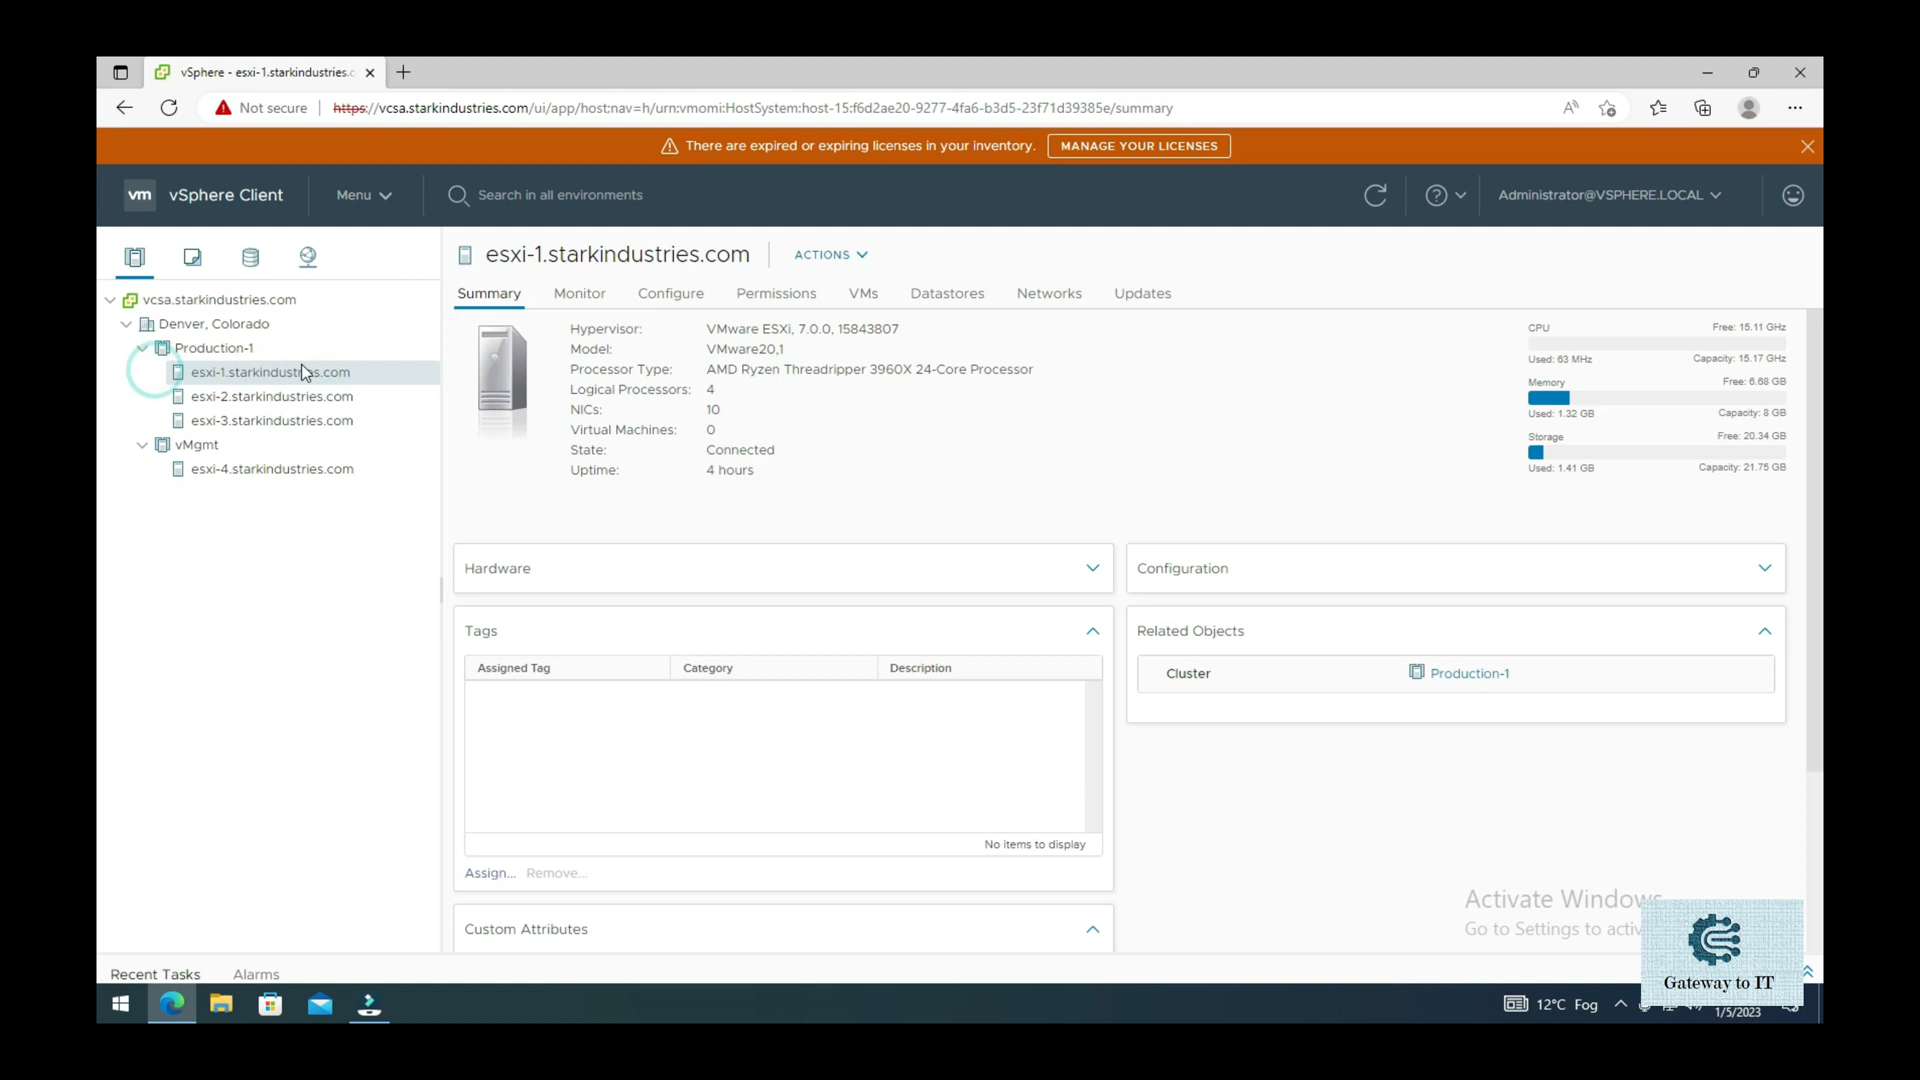 vSphere - esxi-1.starkindustries.c
Not secure
https://vcsa.starkindustries.com/ui/app/host;nav=h/urn:vmomi:HostSystem:host-15:f6d2ae20-9277-4fa6-b3d5-23f71d39385e/summary
There are expired or expiring licenses in your inventory.
MANAGE YOUR LICENSES
vm
vSphere Client
Menu
Search in all environments
Administrator@VSPHERE.LOCAL
vcsa.starkindustries.com
Denver, Colorado
Production-1
esxi-1.starkindustries.com
esxi-2.starkindustries.com
esxi-3.starkindustries.com
vMgmt
esxi-4.starkindustries.com
esxi-1.starkindustries.com
ACTIONS
Summary Monitor Configure Permissions VMs Datastores Networks Updates
Hypervisor: VMware ESXi, 7.0.0, 15843807
Model: VMware20,1
Processor Type: AMD Ryzen Threadripper 3960X 24-Core Processor
Logical Processors: 4
NICs: 10
Virtual Machines: 0
State: Connected
Uptime: 4 hours
CPU Free: 15.11 GHz
Used: 63 MHz Capacity: 15.17 GHz
Memory Free: 6.68 GB
Used: 1.32 GB Capacity: 8 GB
Storage Free: 20.34 GB
Used: 1.41 GB Capacity: 21.75 GB
Hardware
Configuration
Tags
Assigned Tag Category Description
No items to display
Assign... Remove...
Related Objects
Cluster Production-1
Custom Attributes
Activate Windows
Go to Settings to activ
Gateway to IT
Recent Tasks Alarms
12°C Fog
1/5/2023